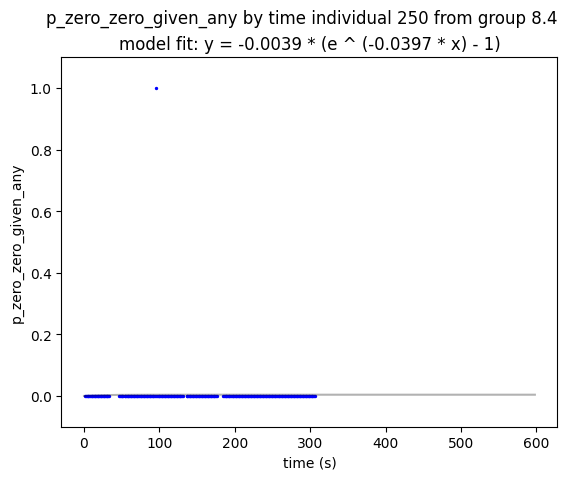 p_zero_zero_given_any by time individual 250 from group 8.4
model fit: y = -0.0039 * (e ^ (-0.0397 * x) - 1)
p_zero_zero_given_any
1.0
0.8
0.6
0.4
0.2
0.0
0 100 200 300 400 500 600
time (s)